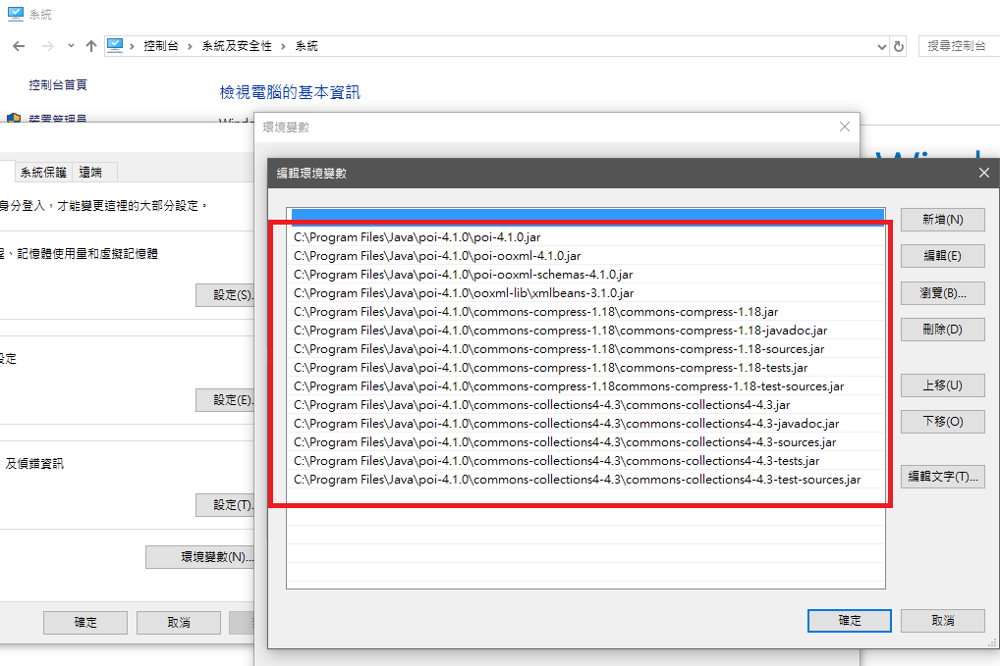 系統
控制台 › 系統及安全性 › 系統
搜尋控制台
控制台首頁
檢視電腦的基本資訊
裝置管理員
環境變數
編輯環境變數
系統保護 遠端
身分登入，才能變更這裡的大部分設定。
、記憶體使用量和虛擬記憶體
設定(S)...
設定(E)...
及偵錯資訊
設定(T)...
環境變數(N)...
確定
取消
C:\Program Files\Java\poi-4.1.0\poi-4.1.0.jar
C:\Program Files\Java\poi-4.1.0\poi-ooxml-4.1.0.jar
C:\Program Files\Java\poi-4.1.0\poi-ooxml-schemas-4.1.0.jar
C:\Program Files\Java\poi-4.1.0\ooxml-lib\xmlbeans-3.1.0.jar
C:\Program Files\Java\poi-4.1.0\commons-compress-1.18\commons-compress-1.18.jar
C:\Program Files\Java\poi-4.1.0\commons-compress-1.18\commons-compress-1.18-javadoc.jar
C:\Program Files\Java\poi-4.1.0\commons-compress-1.18\commons-compress-1.18-sources.jar
C:\Program Files\Java\poi-4.1.0\commons-compress-1.18\commons-compress-1.18-tests.jar
C:\Program Files\Java\poi-4.1.0\commons-compress-1.18commons-compress-1.18-test-sources.jar
C:\Program Files\Java\poi-4.1.0\commons-collections4-4.3\commons-collections4-4.3.jar
C:\Program Files\Java\poi-4.1.0\commons-collections4-4.3\commons-collections4-4.3-javadoc.jar
C:\Program Files\Java\poi-4.1.0\commons-collections4-4.3\commons-collections4-4.3-sources.jar
C:\Program Files\Java\poi-4.1.0\commons-collections4-4.3\commons-collections4-4.3-tests.jar
C:\Program Files\Java\poi-4.1.0\commons-collections4-4.3\commons-collections4-4.3-test-sources.jar
新增(N)
編輯(E)
瀏覽(B)...
刪除(D)
上移(U)
下移(O)
編輯文字(T)...
確定
取消